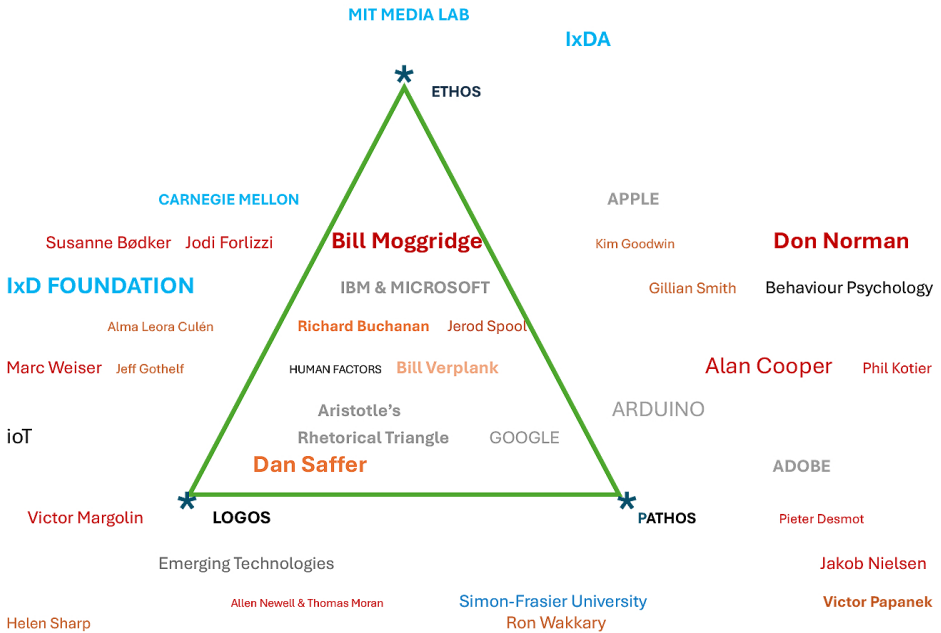 MIT MEDIA LAB
IxDA
* ETHOS
CARNEGIE MELLON
APPLE
Susanne Bødker Jodi Forlizzi
Bill Moggridge
Kim Goodwin
Don Norman
IxD FOUNDATION
IBM & MICROSOFT
Gillian Smith
Behaviour Psychology
Alma Leora Culén
Richard Buchanan
Jerod Spool
Marc Weiser
Jeff Gothelf
HUMAN FACTORS
Bill Verplank
Alan Cooper
Phil Kotier
Aristotle’s
ARDUINO
ioT
Rhetorical Triangle
GOOGLE
Dan Saffer
ADOBE
Victor Margolin
* LOGOS
* PATHOS
Pieter Desmot
Emerging Technologies
Jakob Nielsen
Allen Newell & Thomas Moran
Simon-Frasier University
Victor Papanek
Helen Sharp
Ron Wakkary